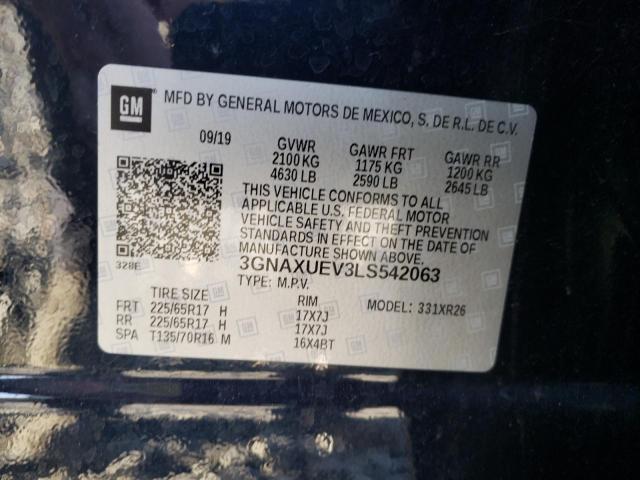 GM
MFD BY GENERAL MOTORS DE MEXICO, S. DE R.L. DE C.V.
09/19 GVWR GAWR FRT GAWR RR
2100 KG 1175 KG 1200 KG
4630 LB 2590 LB 2645 LB
THIS VEHICLE CONFORMS TO ALL
APPLICABLE U.S. FEDERAL MOTOR
VEHICLE SAFETY AND THEFT PREVENTION
STANDARDS IN EFFECT ON THE DATE OF
MANUFACTURE SHOWN ABOVE.
328E 3GNAXUEV3LS542063
TYPE: M.P.V.
TIRE SIZE RIM MODEL: 331XR26
FRT 225/65R17 H 17X7J
RR 225/65R17 H 17X7J
SPA T135/70R16 M 16X4BT